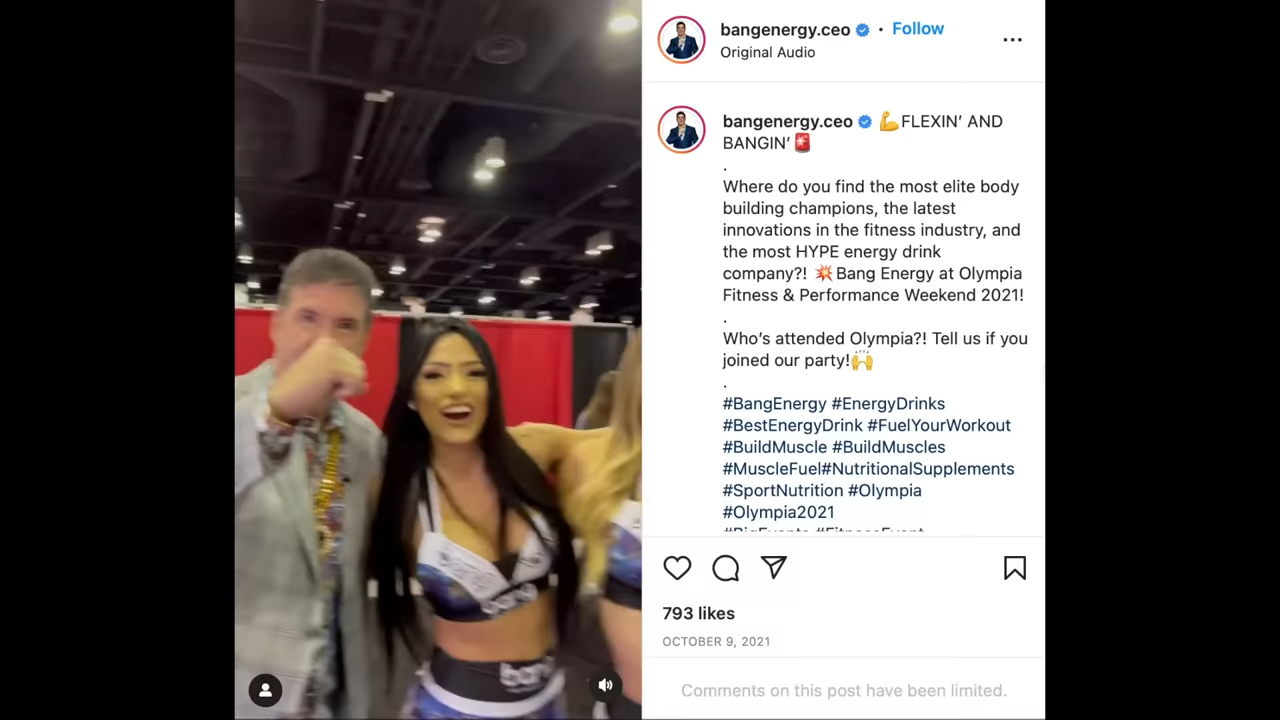 bangenergy.ceo • Follow
Original Audio
bangenergy.ceo 💪FLEXIN’ AND
BANGIN’🚨
.
Where do you find the most elite body
building champions, the latest
innovations in the fitness industry, and
the most HYPE energy drink
company?! 💥Bang Energy at Olympia
Fitness & Performance Weekend 2021!
.
Who’s attended Olympia?! Tell us if you
joined our party!🙌
.
#BangEnergy #EnergyDrinks
#BestEnergyDrink #FuelYourWorkout
#BuildMuscle #BuildMuscles
#MuscleFuel#NutritionalSupplements
#SportNutrition #Olympia
#Olympia2021
#BigEvents #FitnessEvent
793 likes
OCTOBER 9, 2021
Comments on this post have been limited.
bang